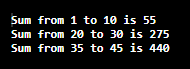 Sum from 1 to 10 is 55
Sum from 20 to 30 is 275
Sum from 35 to 45 is 440